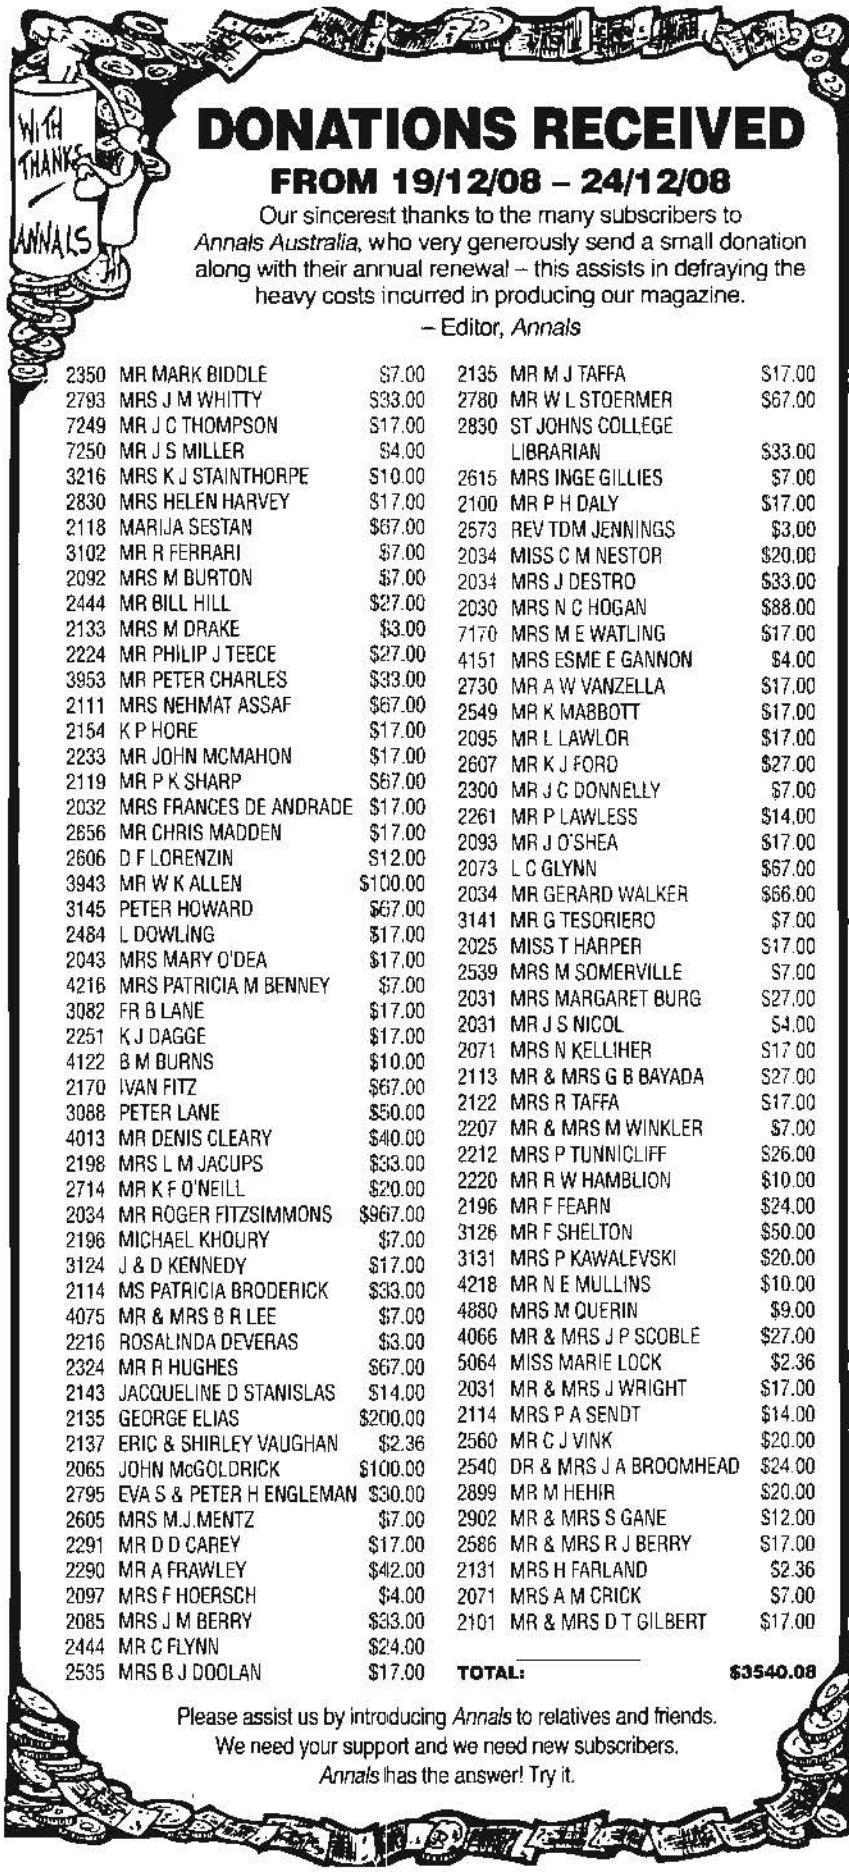 WITH
THANKS
ANNALS
DONATIONS RECEIVED
FROM 19/12/08 – 24/12/08
Our sincerest thanks to the many subscribers to
Annals Australia, who very generously send a small donation
along with their annual renewal – this assists in defraying the
heavy costs incurred in producing our magazine.
– Editor, Annals
2350 MR MARK BIDDLE $7.00
2793 MRS J M WHITTY $33.00
7249 MR J C THOMPSON $17.00
7250 MR J S MILLER $4.00
3216 MRS K J STAINTHORPE $10.00
2830 MRS HELEN HARVEY $17.00
2118 MARIJA SESTAN $67.00
3102 MR R FERRARI $7.00
2092 MRS M BURTON $7.00
2444 MR BILL HILL $27.00
2133 MRS M DRAKE $3.00
2224 MR PHILIP J TEECE $27.00
3953 MR PETER CHARLES $33.00
2111 MRS NEHMAT ASSAF $67.00
2154 K P HORE $17.00
2233 MR JOHN MCMAHON $17.00
2119 MR P K SHARP $67.00
2032 MRS FRANCES DE ANDRADE $17.00
2656 MR CHRIS MADDEN $17.00
2606 D F LORENZIN $12.00
3943 MR W K ALLEN $100.00
3145 PETER HOWARD $67.00
2484 L DOWLING $17.00
2043 MRS MARY O'DEA $17.00
4216 MRS PATRICIA M BENNEY $7.00
3082 FR B LANE $17.00
2251 K J DAGGE $17.00
4122 B M BURNS $10.00
2170 IVAN FITZ $67.00
3088 PETER LANE $50.00
4013 MR DENIS CLEARY $40.00
2198 MRS L M JACUPS $33.00
2714 MR K F O'NEILL $20.00
2034 MR ROGER FITZSIMMONS $967.00
2196 MICHAEL KHOURY $7.00
3124 J & D KENNEDY $17.00
2114 MS PATRICIA BRODERICK $33.00
4075 MR & MRS B R LEE $7.00
2216 ROSALINDA DEVERAS $3.00
2324 MR R HUGHES $67.00
2143 JACQUELINE D STANISLAS $14.00
2135 GEORGE ELIAS $200.00
2137 ERIC & SHIRLEY VAUGHAN $2.36
2065 JOHN McGOLDRICK $100.00
2795 EVA S & PETER H ENGLEMAN $30.00
2605 MRS M.J.MENTZ $7.00
2291 MR D D CAREY $17.00
2290 MR A FRAWLEY $42.00
2097 MRS F HOERSCH $4.00
2085 MRS J M BERRY $33.00
2444 MR C FLYNN $24.00
2535 MRS B J DOOLAN $17.00
2135 MR M J TAFFA $17.00
2780 MR W L STOERMER $67.00
2830 ST JOHNS COLLEGE
LIBRARIAN $33.00
2615 MRS INGE GILLIES $7.00
2100 MR P H DALY $17.00
2573 REV TDM JENNINGS $3.00
2034 MISS C M NESTOR $20.00
2034 MRS J DESTRO $33.00
2030 MRS N C HOGAN $88.00
7170 MRS M E WATLING $17.00
4151 MRS ESME E GANNON $4.00
2730 MR A W VANZELLA $17.00
2549 MR K MABBOTT $17.00
2095 MR L LAWLOR $17.00
2607 MR K J FORD $27.00
2300 MR J C DONNELLY $7.00
2261 MR P LAWLESS $14.00
2093 MR J O'SHEA $17.00
2073 L C GLYNN $67.00
2034 MR GERARD WALKER $66.00
3141 MR G TESORIERO $7.00
2025 MISS T HARPER $17.00
2539 MRS M SOMERVILLE $7.00
2031 MRS MARGARET BURG $27.00
2031 MR J S NICOL $4.00
2071 MRS N KELLIHER $17 00
2113 MR & MRS G B BAYADA $27.00
2122 MRS R TAFFA $17.00
2207 MR & MRS M WINKLER $7.00
2212 MRS P TUNNICLIFF $26.00
2220 MR R W HAMBLION $10.00
2196 MR F FEARN $24.00
3126 MR F SHELTON $50.00
3131 MRS P KAWALEVSKI $20.00
4218 MR N E MULLINS $10.00
4880 MRS M QUERIN $9.00
4066 MR & MRS J P SCOBLE $27.00
5064 MISS MARIE LOCK $2.36
2031 MR & MRS J WRIGHT $17.00
2114 MRS P A SENDT $14.00
2560 MR C J VINK $20.00
2540 DR & MRS J A BROOMHEAD $24.00
2899 MR M HEHIR $20.00
2902 MR & MRS S GANE $12.00
2586 MR & MRS R J BERRY $17.00
2131 MRS H FARLAND $2.36
2071 MRS A M CRICK $7.00
2101 MR & MRS D T GILBERT $17.00
TOTAL: $3540.08
Please assist us by introducing Annals to relatives and friends.
We need your support and we need new subscribers.
Annals has the answer! Try it.